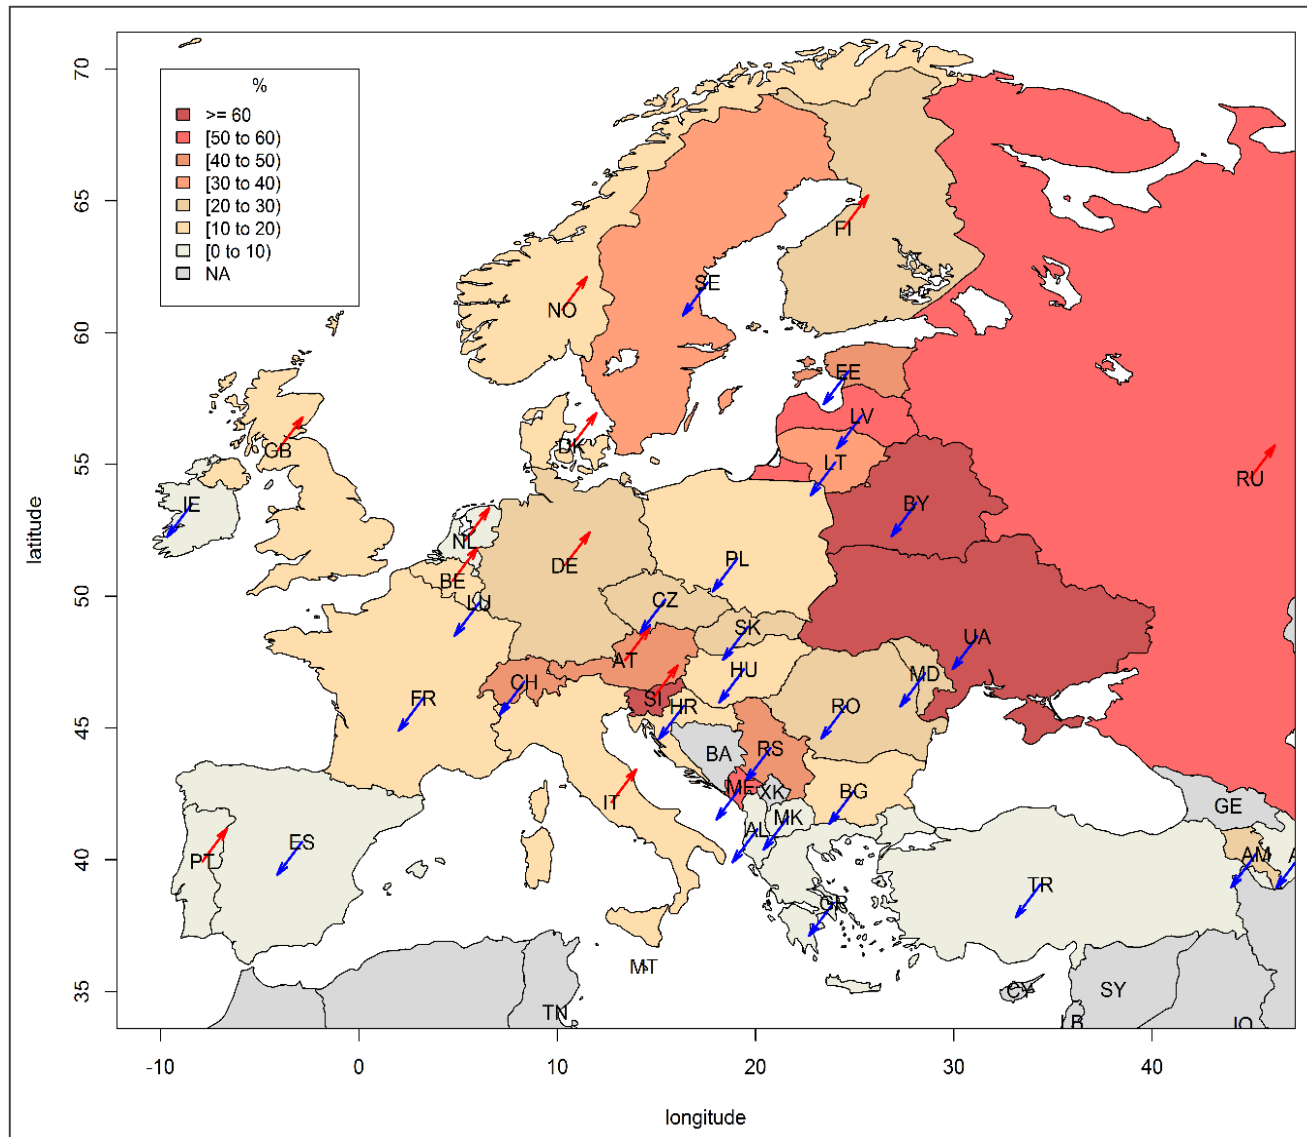 %
>= 60
[50 to 60)
[40 to 50)
[30 to 40)
[20 to 30)
[10 to 20)
[0 to 10)
NA
70
65
60
55
50
45
40
35
latitude
FI
SE
NO
EE
LV
DK
GB
LT
RU
IE
BY
NL
DE
PL
BE
LU
CZ
SK
UA
AT
HU
MD
CH
SI
FR
HR
RO
BA
RS
ME
XK
BG
GE
IT
MK
AL
ES
PT
AM
A
TR
GR
MT
CY
SY
TN
LB
-10
0
10
20
30
40
longitude